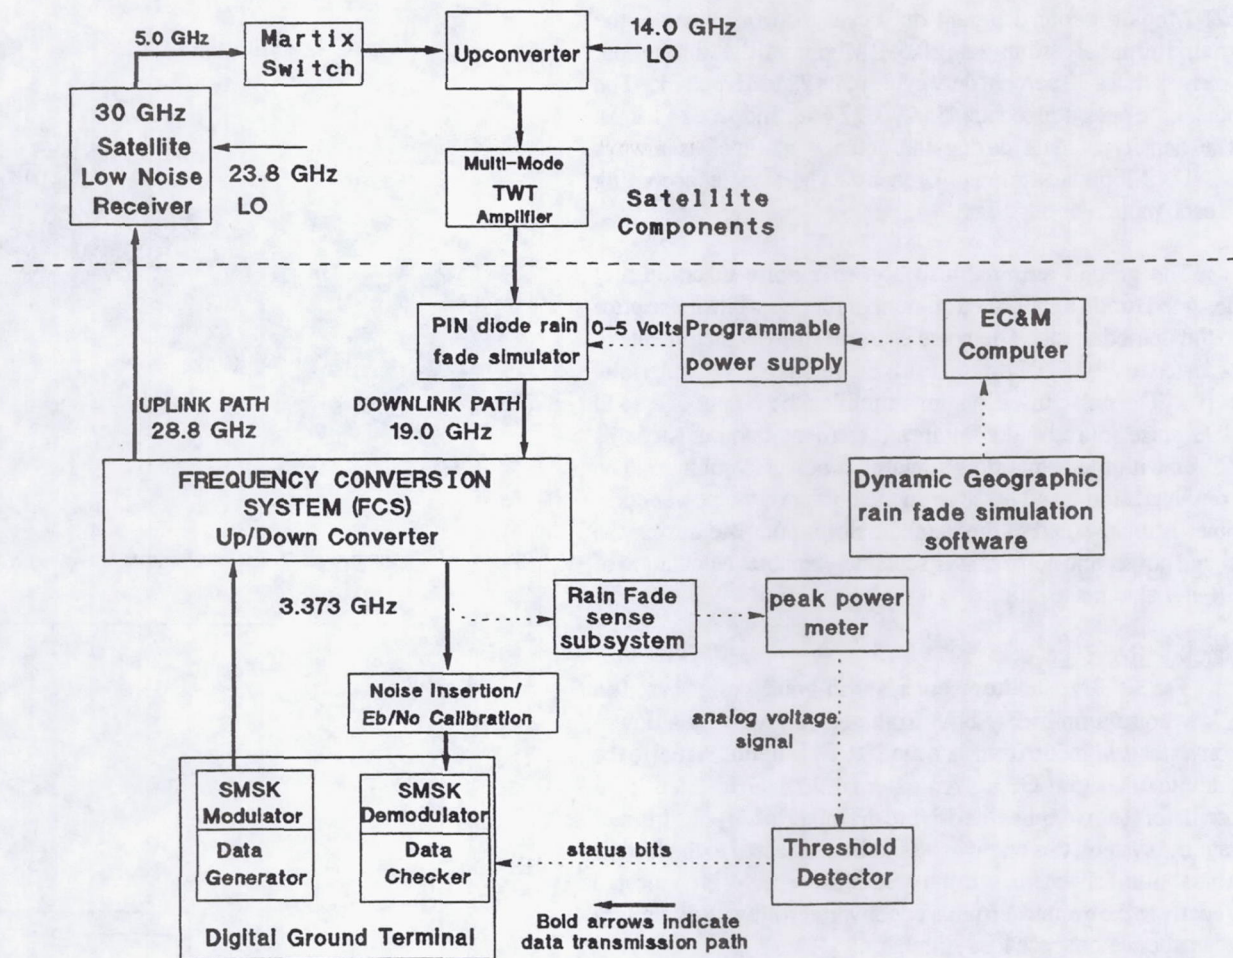 5.0 GHz
Martix
Switch
Upconverter
14.0 GHz
LO
30 GHz
Satellite
Low Noise
Receiver
23.8 GHz
LO
Multi-Mode
TWT
Amplifier
Satellite
Components
PIN diode rain
fade simulator
0-5 Volts
Programmable
power supply
EC&M
Computer
UPLINK PATH
28.8 GHz
DOWNLINK PATH
19.0 GHz
FREQUENCY CONVERSION
SYSTEM (FCS)
Up/Down Converter
Dynamic Geographic
rain fade simulation
software
3.373 GHz
Rain Fade
sense
subsystem
peak power
meter
Noise Insertion/
Eb/No Calibration
analog voltage
signal
SMSK
Modulator
Data
Generator
SMSK
Demodulator
Data
Checker
status bits
Threshold
Detector
Digital Ground Terminal
Bold arrows indicate
data transmission path